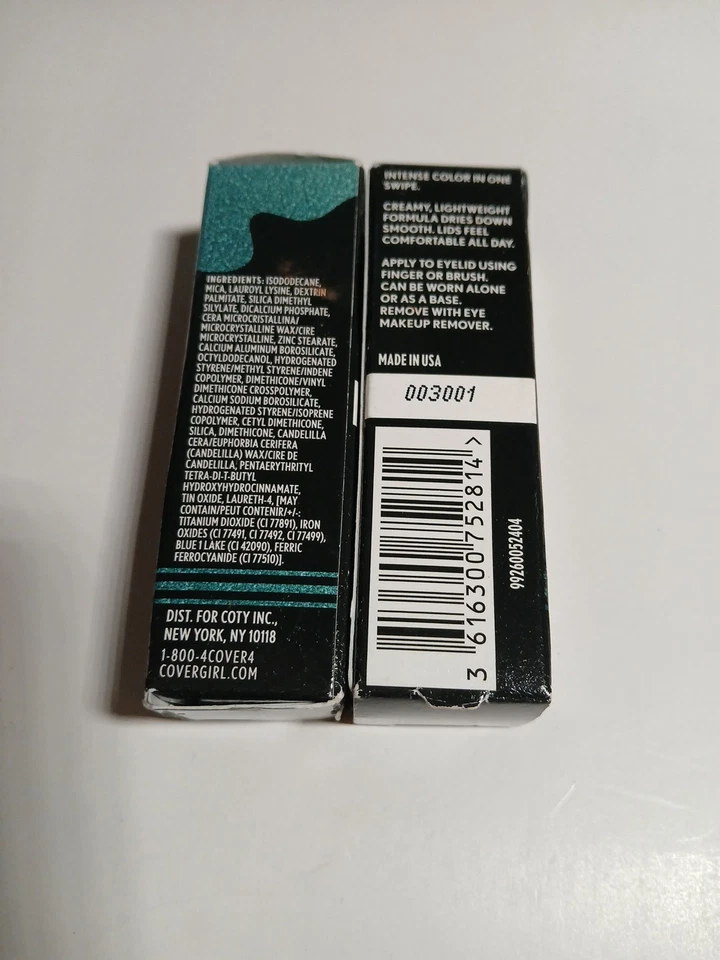 INGREDIENTS: ISODODECANE,
MICA, LAUROYL LYSINE, DEXTRIN
PALMITATE, SILICA DIMETHYL
SILYLATE, DICALCIUM PHOSPHATE,
CERA MICROCRISTALLINA/
MICROCRYSTALLINE WAX/CIRE
MICROCRYSTALLINE, ZINC STEARATE,
CALCIUM ALUMINUM BOROSILICATE,
OCTYLDODECANOL, HYDROGENATED
STYRENE/METHYL STYRENE/INDENE
COPOLYMER, DIMETHICONE/VINYL
DIMETHICONE CROSSPOLYMER,
CALCIUM SODIUM BOROSILICATE,
HYDROGENATED STYRENE/ISOPRENE
COPOLYMER, CETYL DIMETHICONE,
SILICA, DIMETHICONE, CANDELILLA
CERA/EUPHORBIA CERIFERA
(CANDELILLA) WAX/CIRE DE
CANDELILLA, PENTAERYTHRITYL
TETRA-DI-T-BUTYL
HYDROXYHYDROCINNAMATE,
TIN OXIDE, LAURETH-4, [MAY
CONTAIN/PEUT CONTENIR/+/-:
TITANIUM DIOXIDE (CI 77891), IRON
OXIDES (CI 77491, CI 77492, CI 77499),
BLUE 1 LAKE (CI 42090), FERRIC
FERROCYANIDE (CI 77510)].
DIST. FOR COTY INC.,
NEW YORK, NY 10118
1-800-4COVER4
COVERGIRL.COM
INTENSE COLOR IN ONE
SWIPE.
CREAMY, LIGHTWEIGHT
FORMULA DRIES DOWN
SMOOTH. LIDS FEEL
COMFORTABLE ALL DAY.
APPLY TO EYELID USING
FINGER OR BRUSH.
CAN BE WORN ALONE
OR AS A BASE.
REMOVE WITH EYE
MAKEUP REMOVER.
MADE IN USA
003001
3 616300 752814 >
99260052404